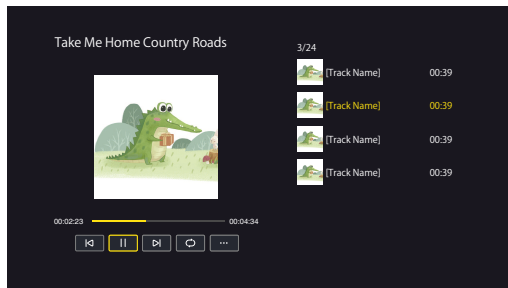 Take Me Home Country Roads
00:02:23
00:04:34
3/24
[Track Name] 00:39
[Track Name] 00:39
[Track Name] 00:39
[Track Name] 00:39